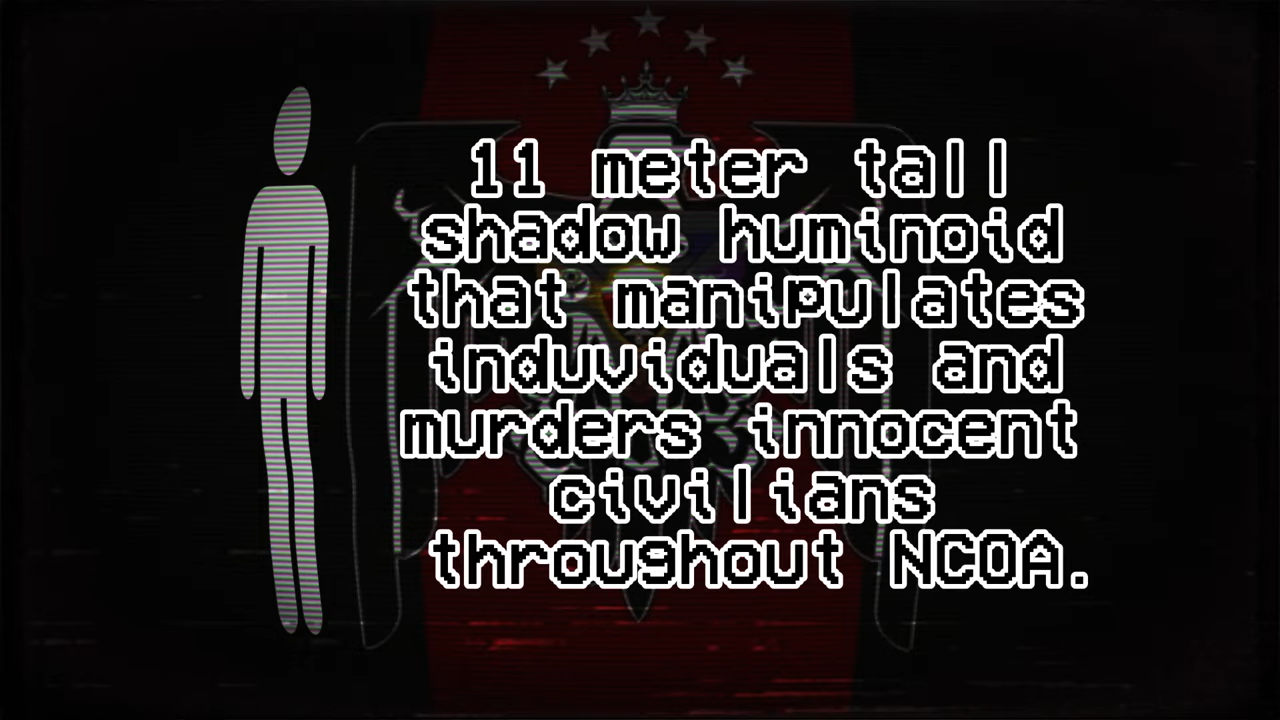 11 meter tall
shadow huminoid
that manipulates
induviduals and
murders innocent
civilians
throughout NCOA.